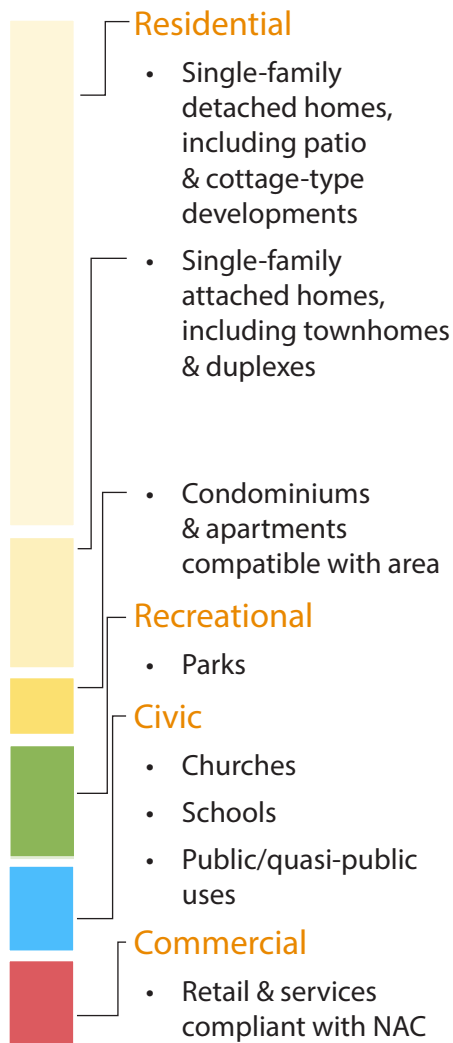 Residential
• Single-family
detached homes,
including patio
& cottage-type
developments
• Single-family
attached homes,
including townhomes
& duplexes
• Condominiums
& apartments
compatible with area
Recreational
• Parks
Civic
• Churches
• Schools
• Public/quasi-public
uses
Commercial
• Retail & services
compliant with NAC